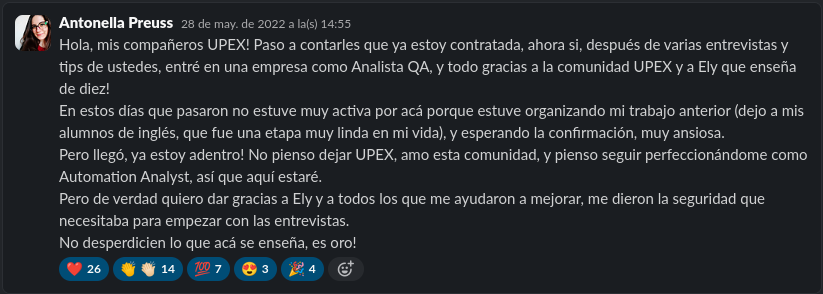 Antonella Preuss 28 de may. de 2022 a la(s) 14:55
Hola, mis compañeros UPEX! Paso a contarles que ya estoy contratada, ahora si, después de varias entrevistas y
tips de ustedes, entré en una empresa como Analista QA, y todo gracias a la comunidad UPEX y a Ely que enseña
de diez!
En estos días que pasaron no estuve muy activa por acá porque estuve organizando mi trabajo anterior (dejo a mis
alumnos de inglés, que fue una etapa muy linda en mi vida), y esperando la confirmación, muy ansiosa.
Pero llegó, ya estoy adentro! No pienso dejar UPEX, amo esta comunidad, y pienso seguir perfeccionándome como
Automation Analyst, así que aquí estaré.
Pero de verdad quiero dar gracias a Ely y a todos los que me ayudaron a mejorar, me dieron la seguridad que
necesitaba para empezar con las entrevistas.
No desperdicien lo que acá se enseña, es oro!
❤️ 26 👏👏🏻 14 💯 7 😍 3 🎉 4